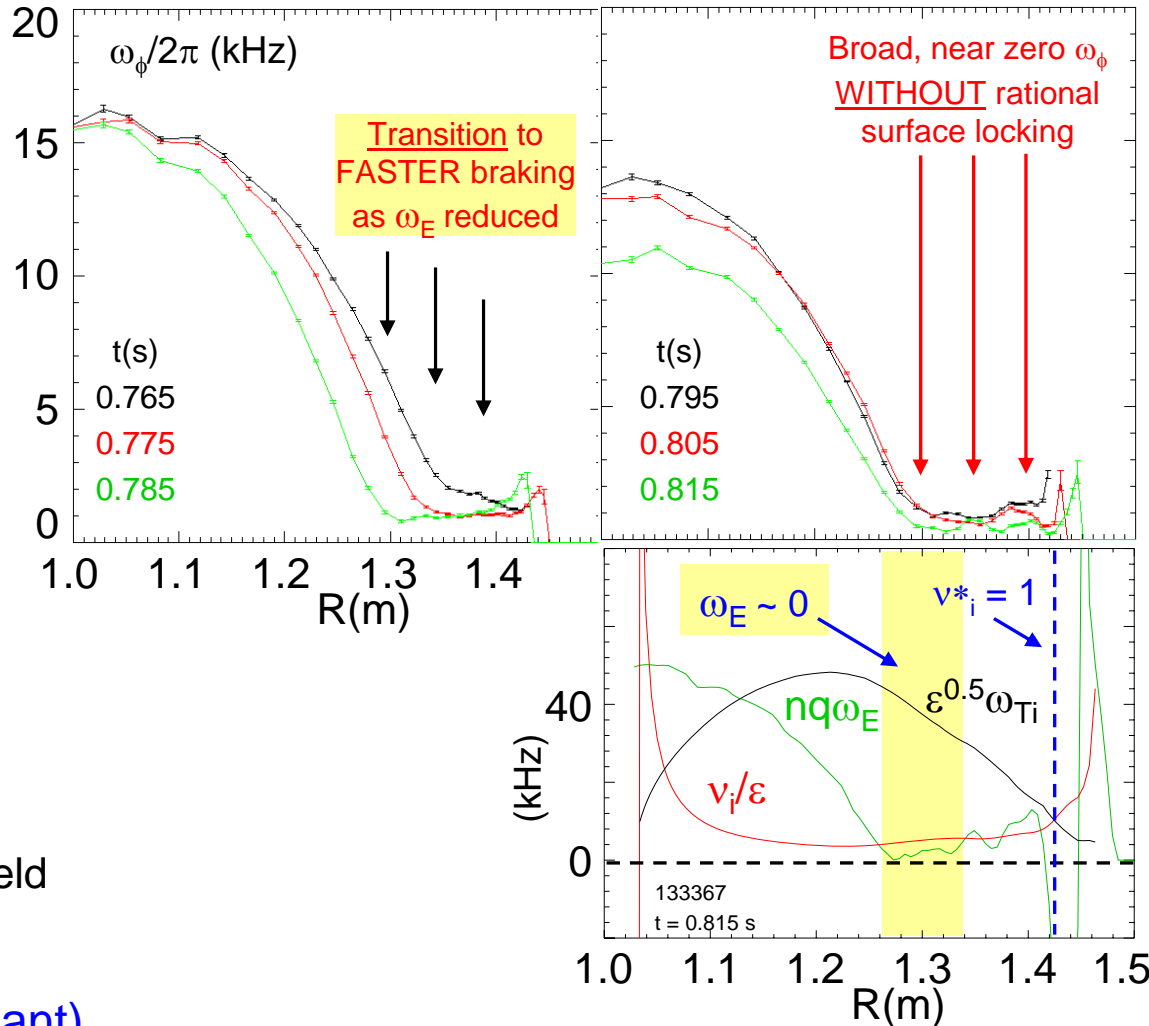 20
15
10
5
0
ωϕ/2π (kHz)
Transition to
FASTER braking
as ωE reduced
t(s)
0.765
0.775
0.785
1.0 1.1 1.2 1.3 1.4
R(m)
Broad, near zero ωϕ
WITHOUT rational
surface locking
t(s)
0.795
0.805
0.815
ωE ~ 0
ν*i = 1
nqωE
ε0.5ωTi
νi/ε
40
0
(kHz)
133367
t = 0.815 s
1.0 1.1 1.2 1.3 1.4 1.5
R(m)
eld
ant)